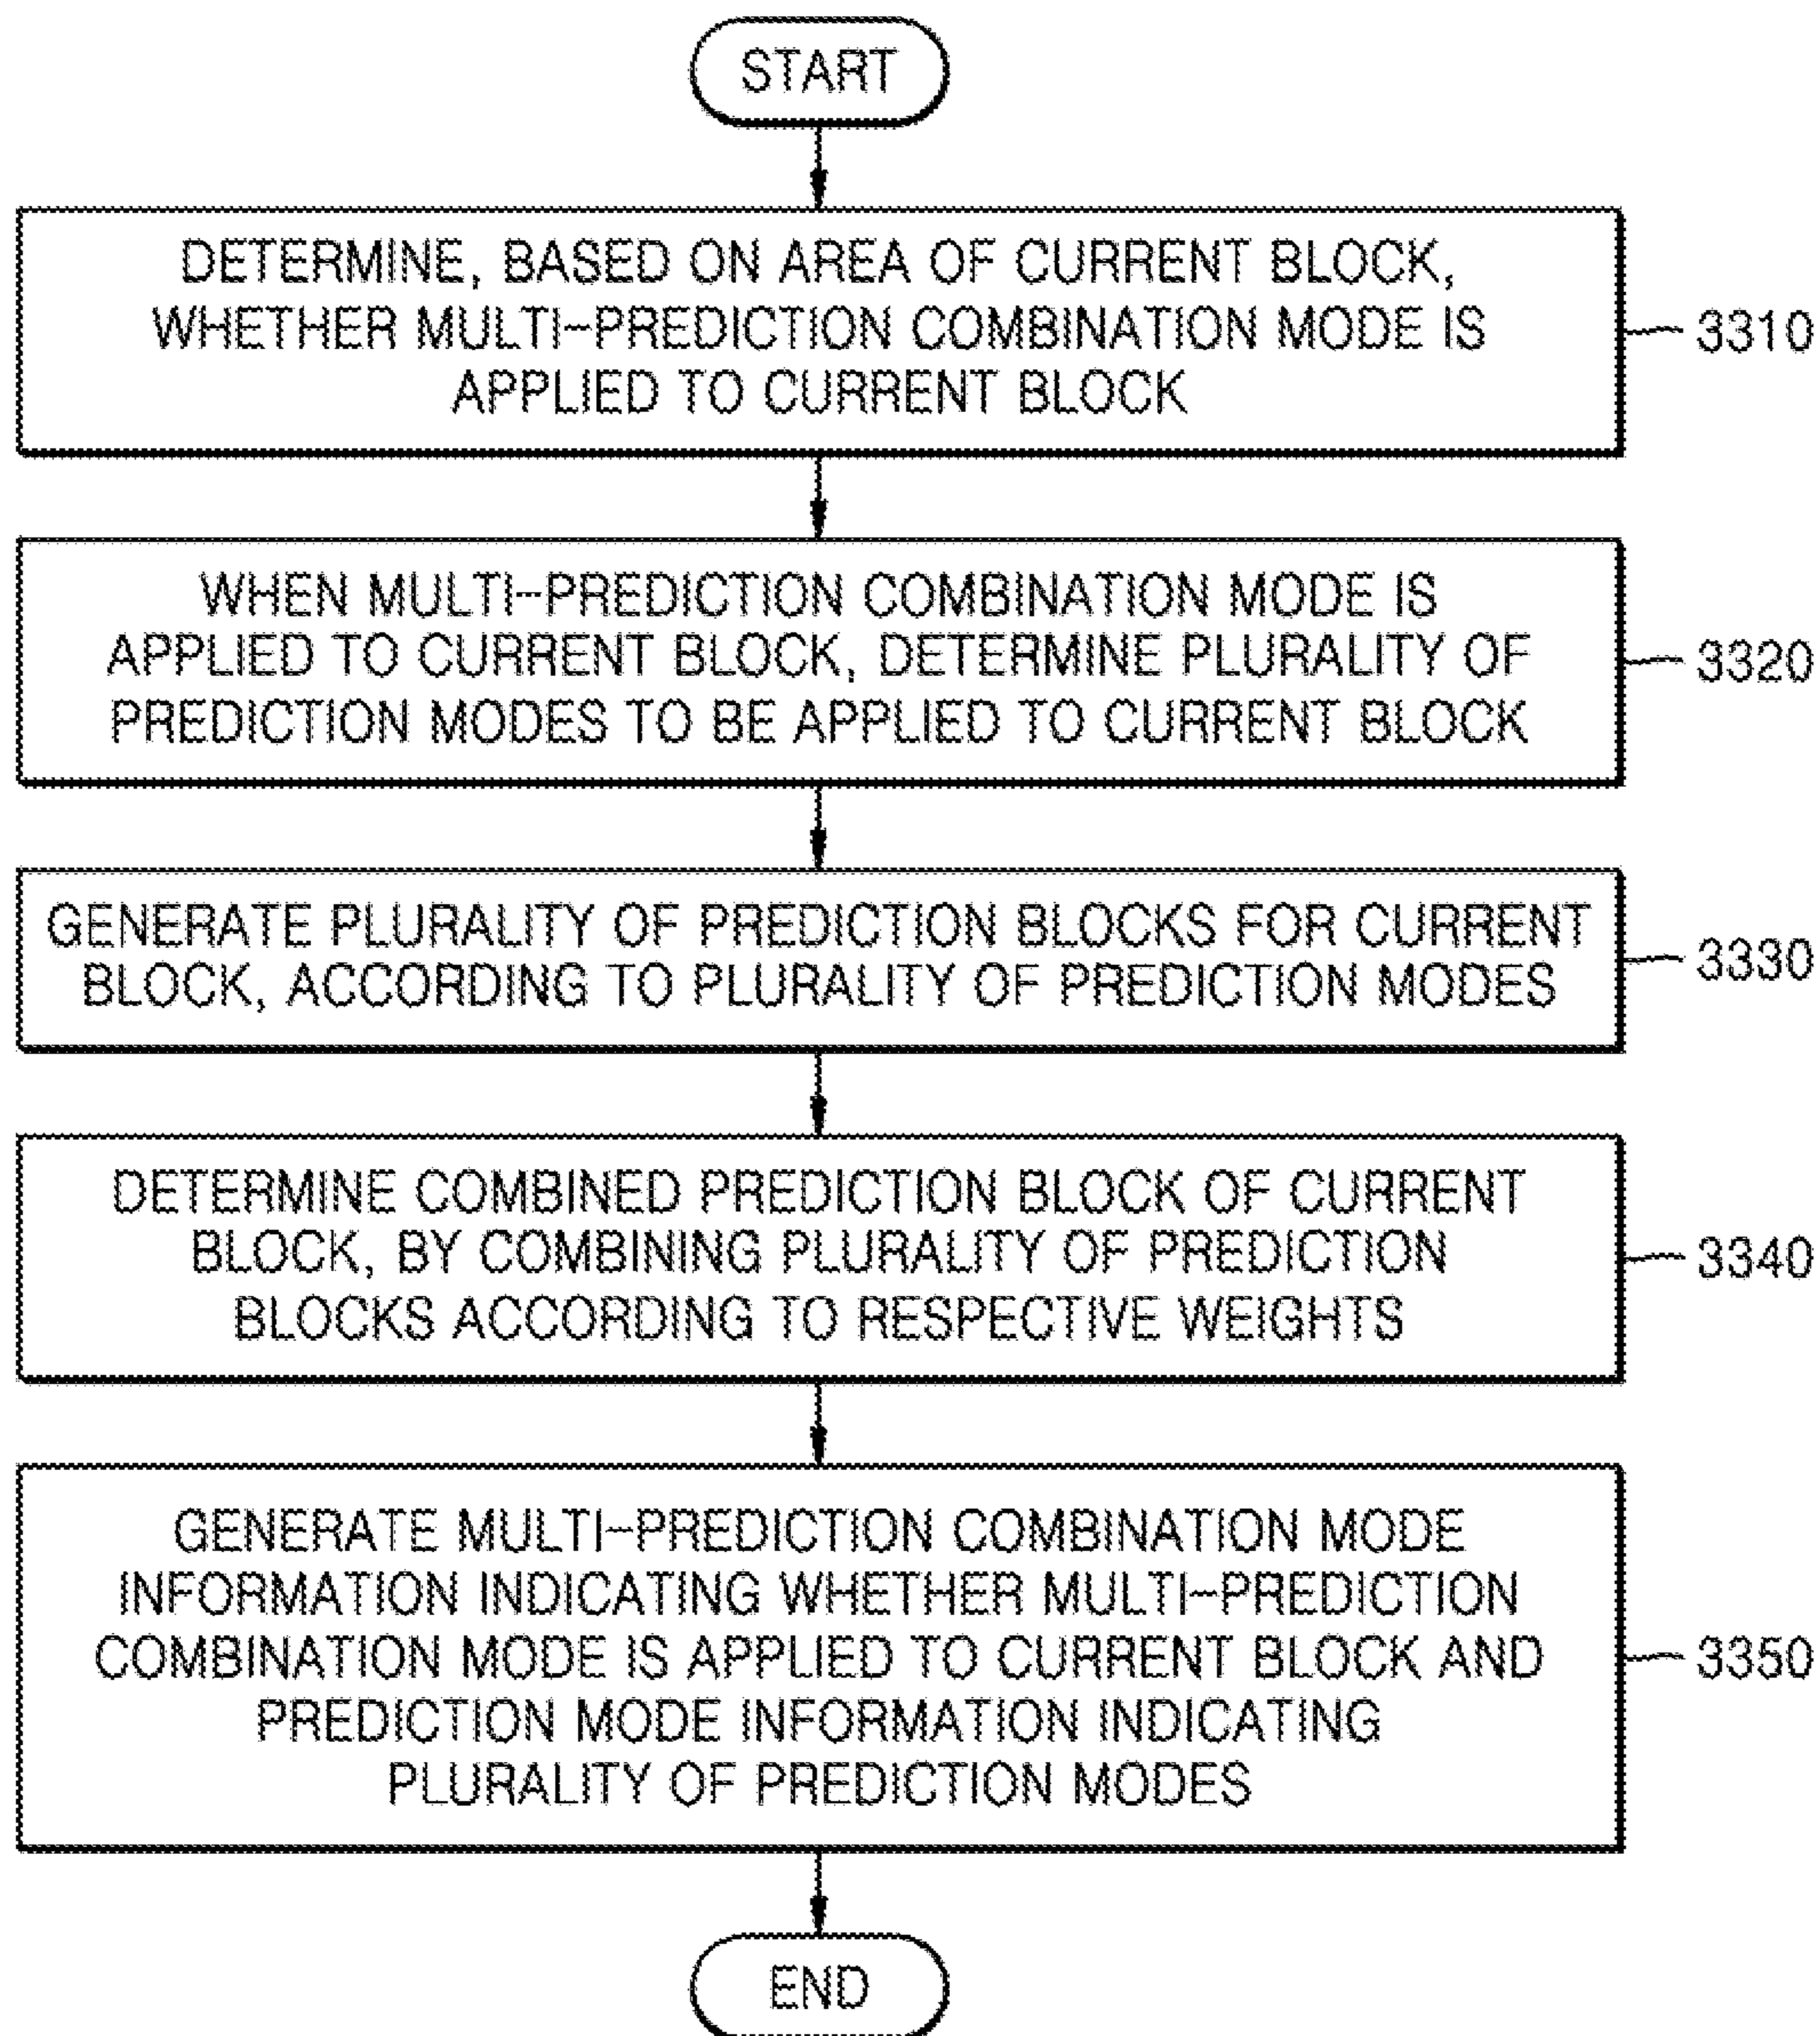 START
DETERMINE, BASED ON AREA OF CURRENT BLOCK,
WHETHER MULTI-PREDICTION COMBINATION MODE IS
APPLIED TO CURRENT BLOCK
3310
WHEN MULTI-PREDICTION COMBINATION MODE IS
APPLIED TO CURRENT BLOCK, DETERMINE PLURALITY OF
PREDICTION MODES TO BE APPLIED TO CURRENT BLOCK
3320
GENERATE PLURALITY OF PREDICTION BLOCKS FOR CURRENT
BLOCK, ACCORDING TO PLURALITY OF PREDICTION MODES
3330
DETERMINE COMBINED PREDICTION BLOCK OF CURRENT
BLOCK, BY COMBINING PLURALITY OF PREDICTION
BLOCKS ACCORDING TO RESPECTIVE WEIGHTS
3340
GENERATE MULTI-PREDICTION COMBINATION MODE
INFORMATION INDICATING WHETHER MULTI-PREDICTION
COMBINATION MODE IS APPLIED TO CURRENT BLOCK AND
PREDICTION MODE INFORMATION INDICATING
PLURALITY OF PREDICTION MODES
3350
END